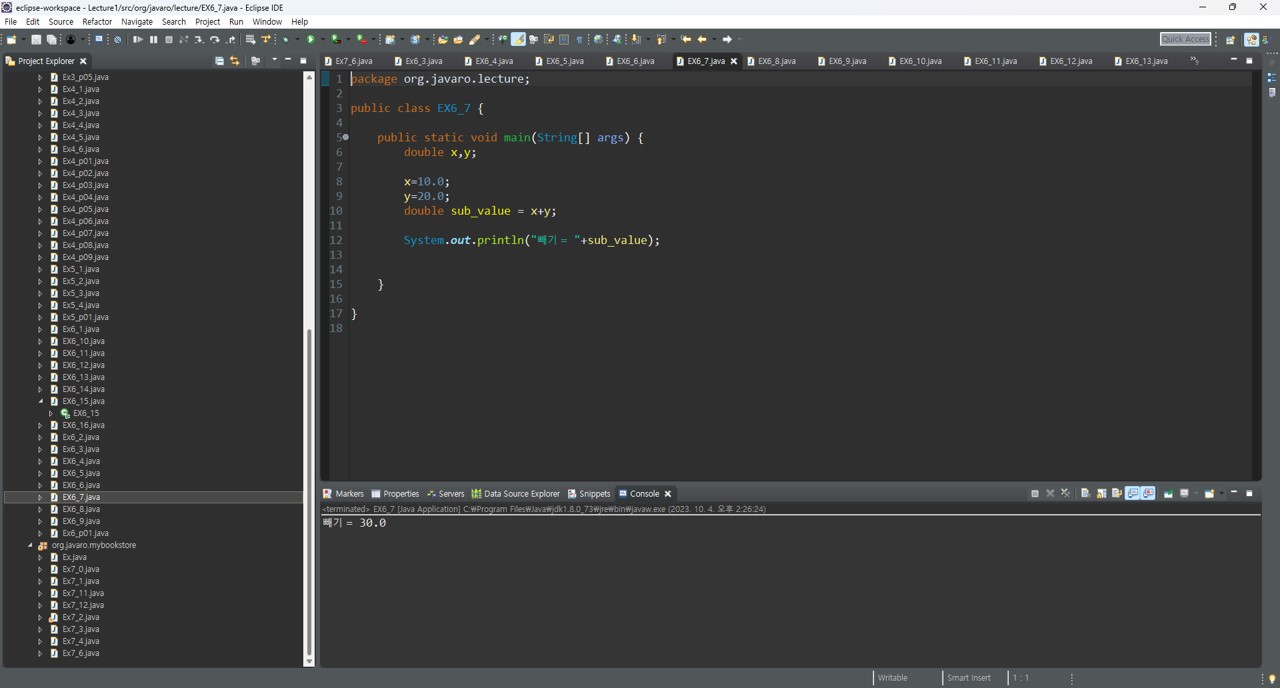 eclipse-workspace - Lecture1/src/org/javaro/lecture/EX6_7.java - Eclipse IDE
File Edit Source Refactor Navigate Search Project Run Window Help
Quick Access
Project Explorer
Ex3_p05.java
Ex4_1.java
Ex4_2.java
Ex4_3.java
Ex4_4.java
Ex4_5.java
Ex4_6.java
Ex4_p01.java
Ex4_p02.java
Ex4_p03.java
Ex4_p04.java
Ex4_p05.java
Ex4_p06.java
Ex4_p07.java
Ex4_p08.java
Ex4_p09.java
Ex5_1.java
Ex5_2.java
Ex5_3.java
Ex5_4.java
Ex5_p01.java
Ex6_1.java
EX6_10.java
EX6_11.java
EX6_12.java
EX6_13.java
EX6_14.java
EX6_15.java
EX6_15
EX6_16.java
Ex6_2.java
Ex6_3.java
EX6_4.java
EX6_5.java
EX6_6.java
EX6_7.java
EX6_8.java
EX6_9.java
Ex6_p01.java
org.javaro.mybookstore
Ex.java
Ex7_0.java
Ex7_1.java
Ex7_11.java
Ex7_12.java
Ex7_2.java
Ex7_3.java
Ex7_4.java
Ex7_6.java
Ex7_6.java Ex6_3.java EX6_4.java EX6_5.java EX6_6.java EX6_7.java EX6_8.java EX6_9.java EX6_10.java EX6_11.java EX6_12.java EX6_13.java
1 package org.javaro.lecture;
2
3 public class EX6_7 {
4
5 public static void main(String[] args) {
6 double x,y;
7
8 x=10.0;
9 y=20.0;
10 double sub_value = x+y;
11
12 System.out.println("빼기 = "+sub_value);
13
14
15 }
16
17 }
18
Markers Properties Servers Data Source Explorer Snippets Console
<terminated> EX6_7 [Java Application] C:₩Program Files₩Java₩jdk1.8.0_73₩jre₩bin₩javaw.exe (2023. 10. 4. 오후 2:26:24)
빼기 = 30.0
Writable Smart Insert 1 : 1